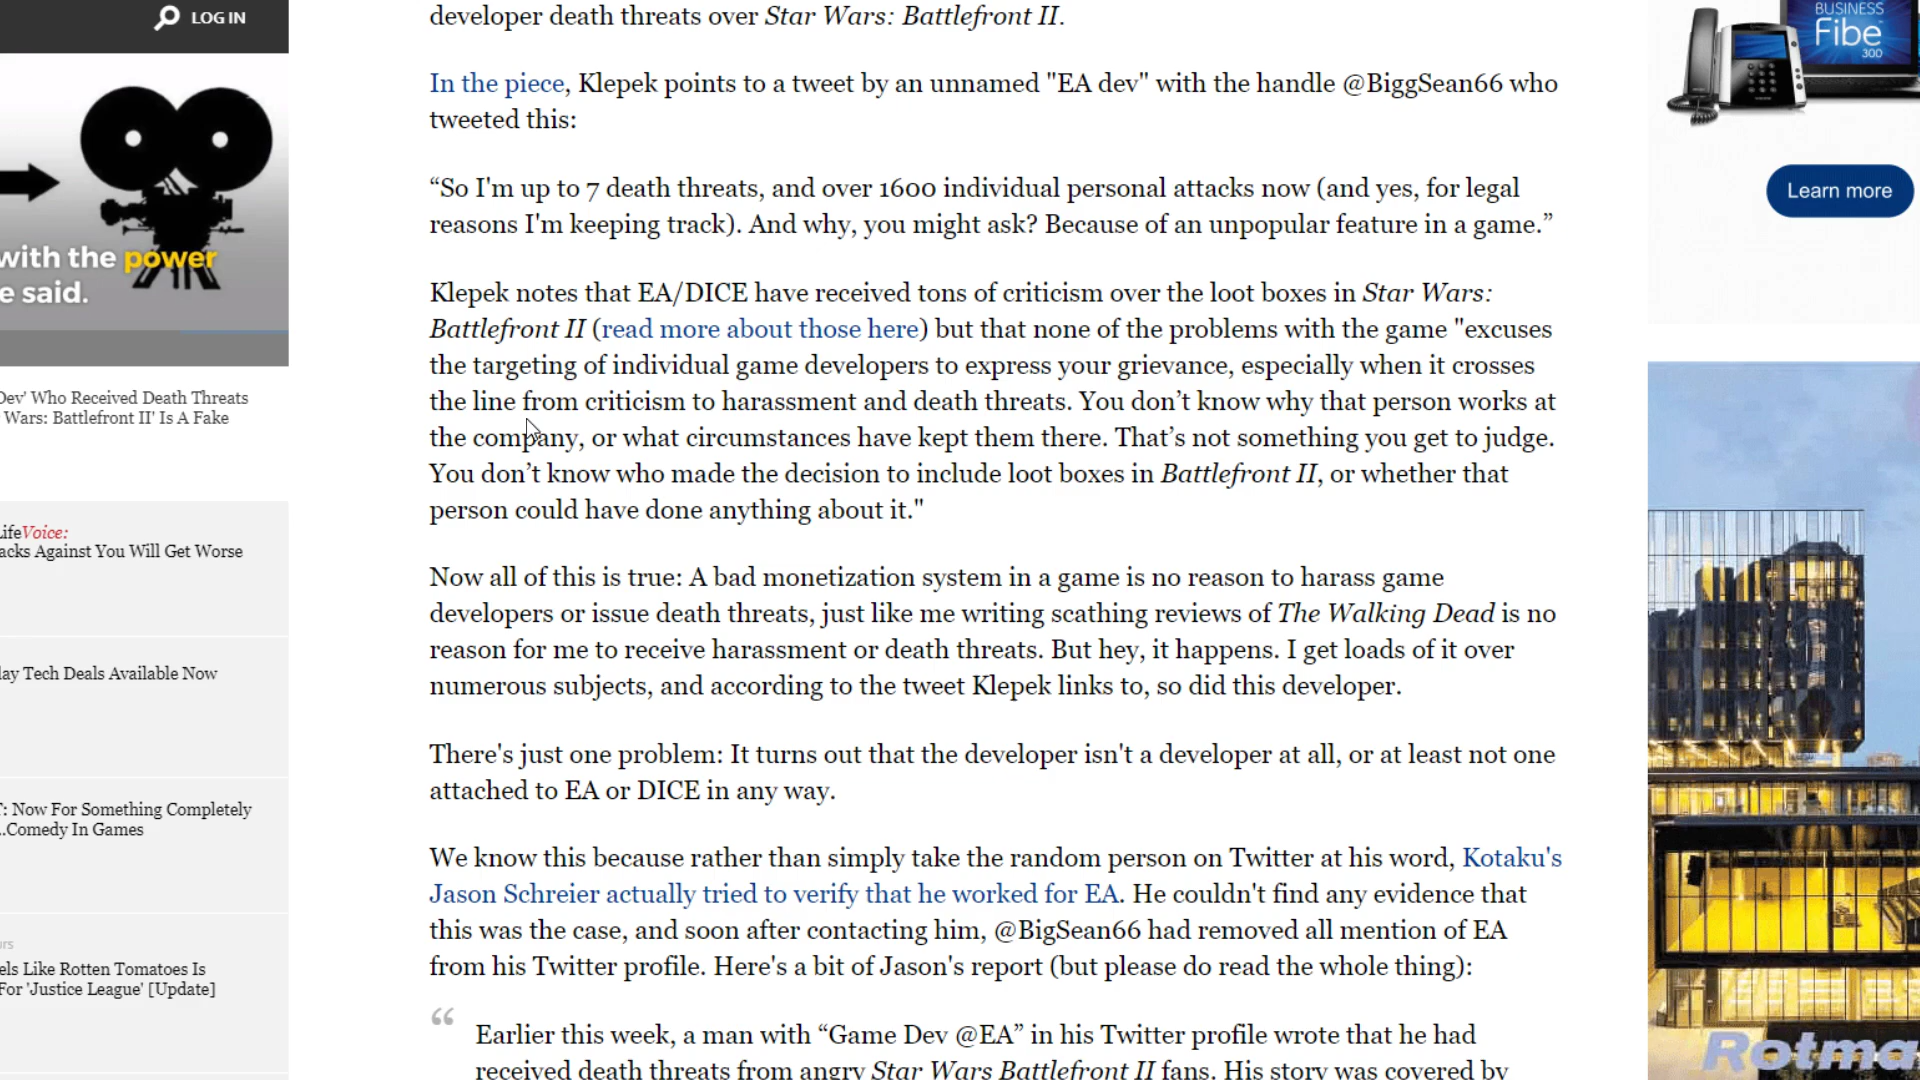 LOG IN
with the power
e said.
Dev' Who Received Death Threats
Wars: Battlefront II' Is A Fake
LifeVoice:
acks Against You Will Get Worse
lay Tech Deals Available Now
T: Now For Something Completely
..Comedy In Games
urs
els Like Rotten Tomatoes Is
For 'Justice League' [Update]
developer death threats over Star Wars: Battlefront II.
In the piece, Klepek points to a tweet by an unnamed "EA dev" with the handle @BiggSean66 who
tweeted this:
“So I'm up to 7 death threats, and over 1600 individual personal attacks now (and yes, for legal
reasons I'm keeping track). And why, you might ask? Because of an unpopular feature in a game.”
Klepek notes that EA/DICE have received tons of criticism over the loot boxes in Star Wars:
Battlefront II (read more about those here) but that none of the problems with the game "excuses
the targeting of individual game developers to express your grievance, especially when it crosses
the line from criticism to harassment and death threats. You don’t know why that person works at
the company, or what circumstances have kept them there. That’s not something you get to judge.
You don’t know who made the decision to include loot boxes in Battlefront II, or whether that
person could have done anything about it."
Now all of this is true: A bad monetization system in a game is no reason to harass game
developers or issue death threats, just like me writing scathing reviews of The Walking Dead is no
reason for me to receive harassment or death threats. But hey, it happens. I get loads of it over
numerous subjects, and according to the tweet Klepek links to, so did this developer.
There's just one problem: It turns out that the developer isn't a developer at all, or at least not one
attached to EA or DICE in any way.
We know this because rather than simply take the random person on Twitter at his word, Kotaku's
Jason Schreier actually tried to verify that he worked for EA. He couldn't find any evidence that
this was the case, and soon after contacting him, @BigSean66 had removed all mention of EA
from his Twitter profile. Here's a bit of Jason's report (but please do read the whole thing):
“
Earlier this week, a man with “Game Dev @EA” in his Twitter profile wrote that he had
received death threats from angry Star Wars Battlefront II fans. His story was covered by
BUSINESS
Fibe
300
Learn more
Rotma